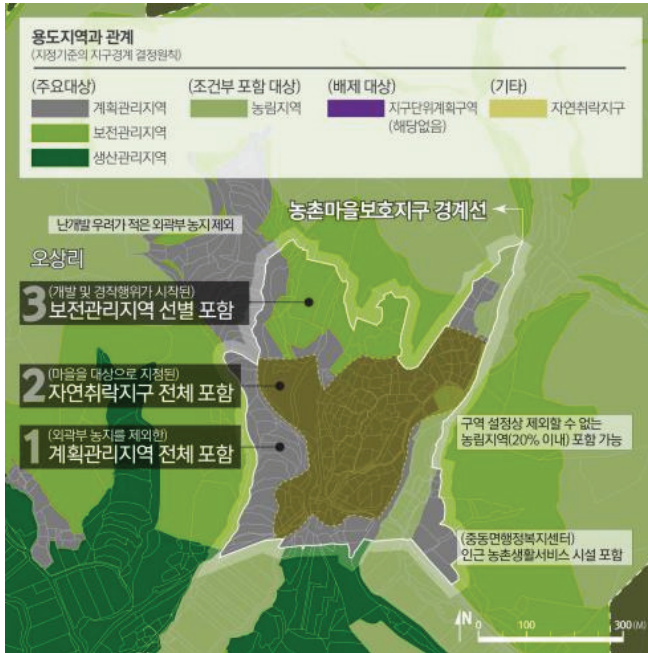 용도지역과 관계
(지정기준의 지구경계 결정원칙)
(주요대상)
계획관리지역
보전관리지역
생산관리지역
(조건부 포함 대상)
농림지역
(배제 대상)
지구단위계획구역
(해당없음)
(기타)
자연취락지구
난개발 우려가 적은 외곽부 농지 제외
농촌마을보호지구 경계선
오상리
3 (개발 및 경작행위가 시작된)
보전관리지역 선별 포함
2 (마을을 대상으로 지정된)
자연취락지구 전체 포함
1 (외곽부 농지를 제외한)
계획관리지역 전체 포함
구역 설정상 제외할 수 없는
농림지역(20% 이내) 포함 가능
(중동면행정복지센터)
인근 농촌생활서비스 시설 포함
N 0 100 300(M)